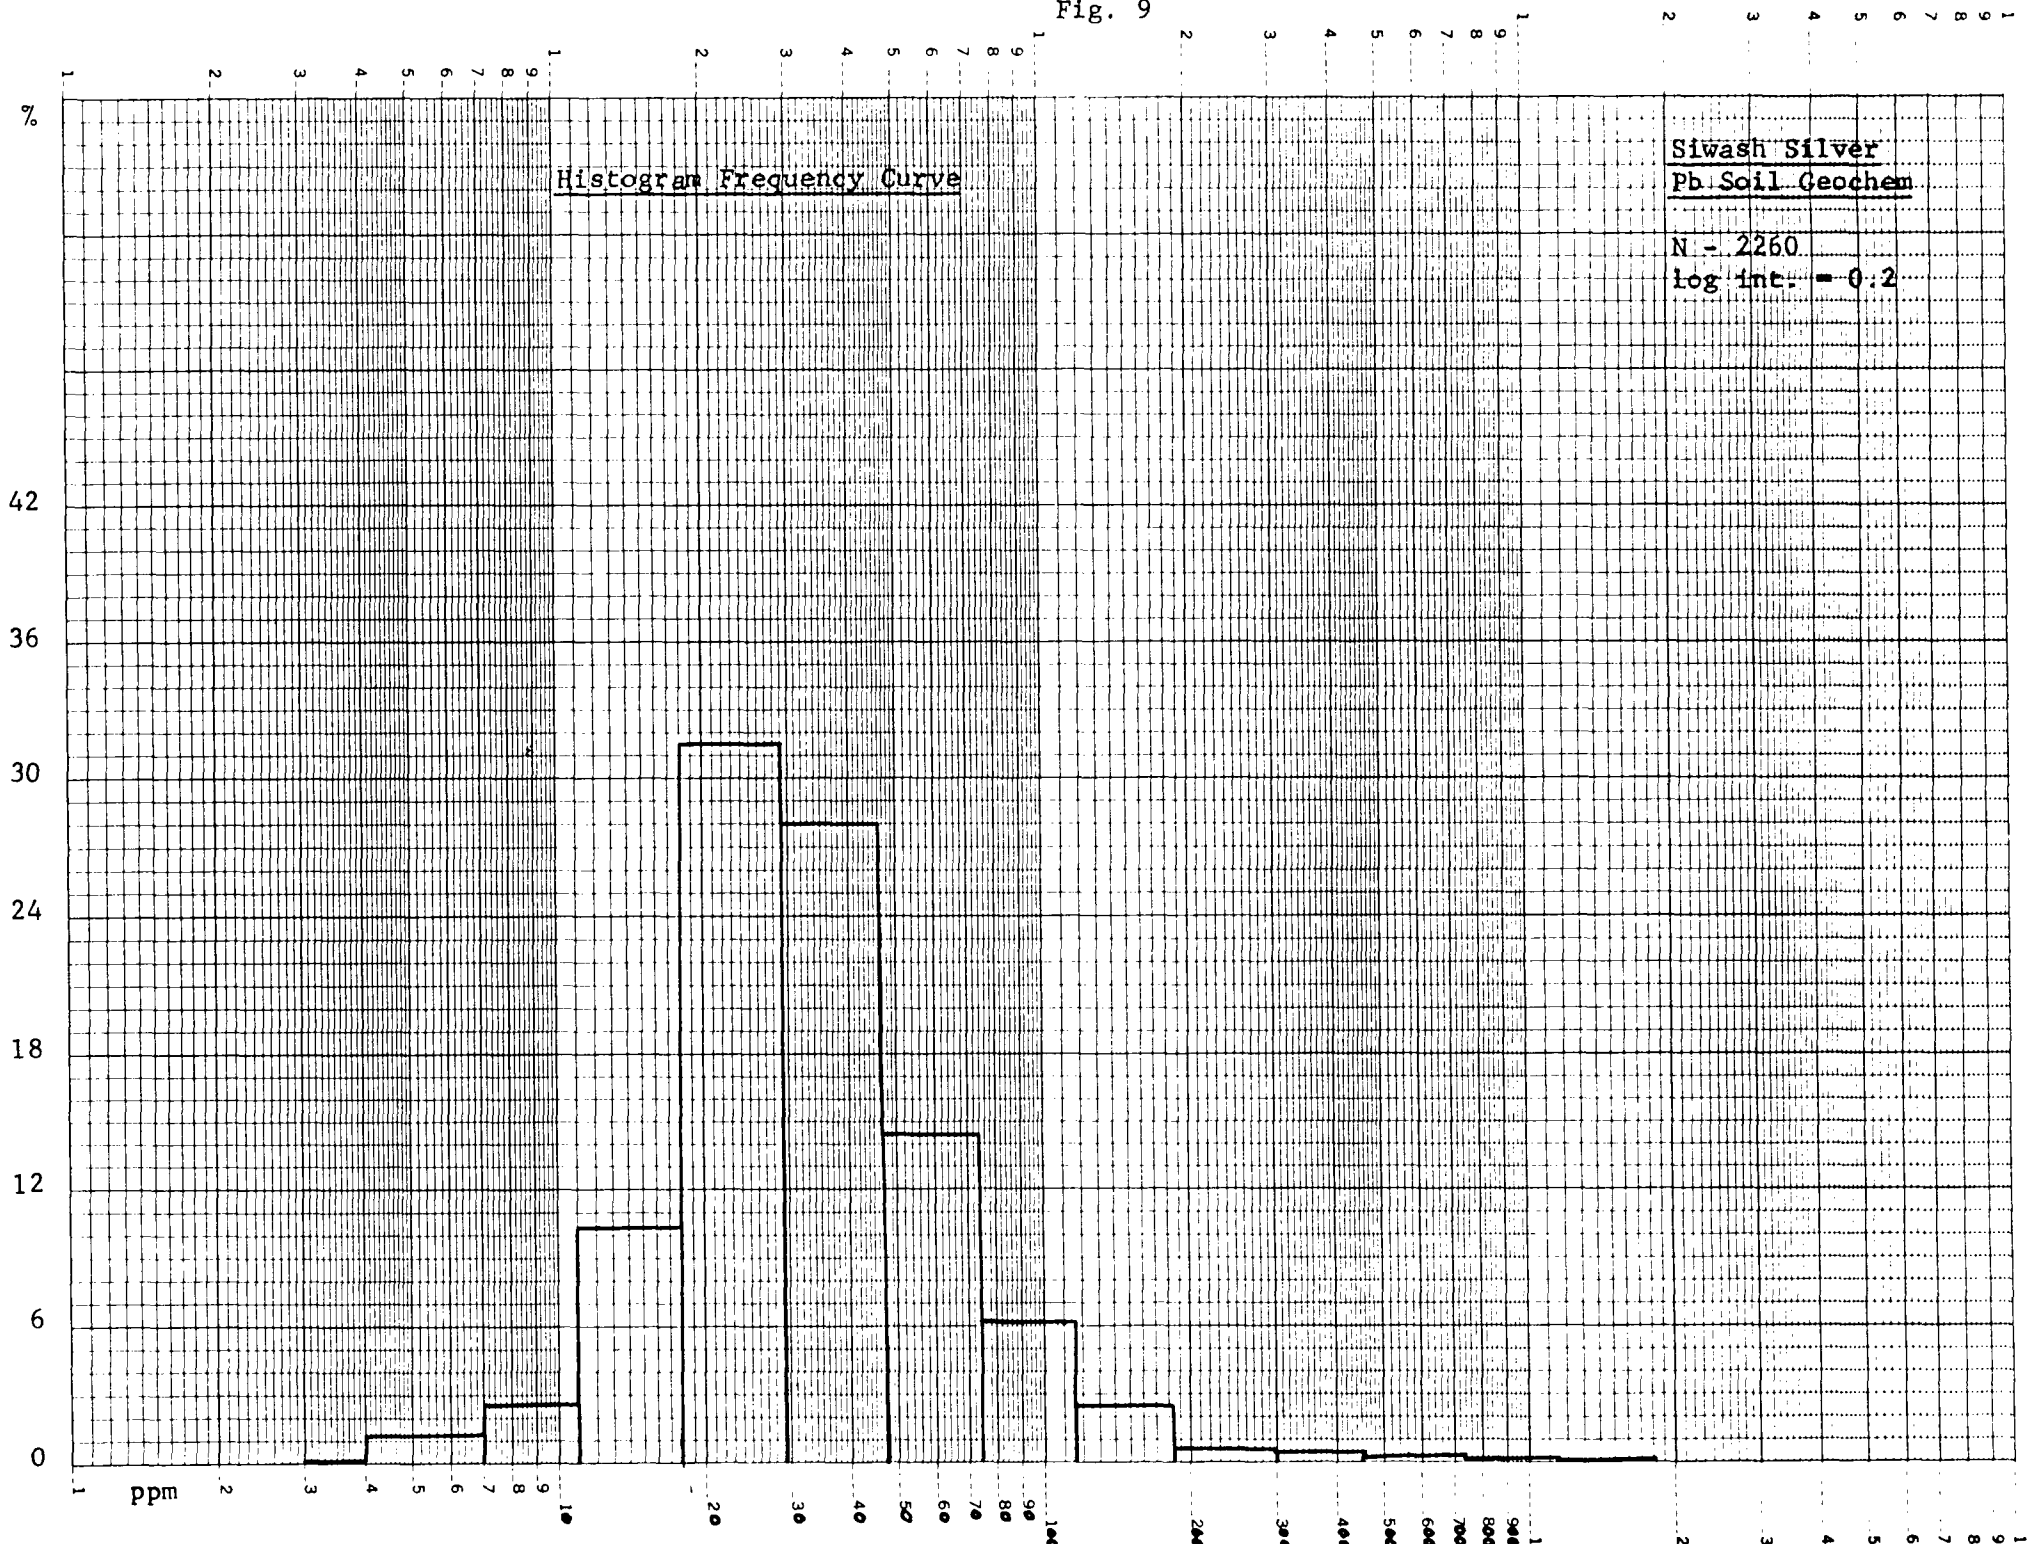 Fig. 9
1 2 3 4 5 6 7 8 9 1 2 3 4 5 6 7 8 9 1 2 3 4 5 6 7 8 9 1 2 3 4 5 6 7 8 9 1
%
Histogram Frequency Curve
Siwash Silver
Pb Soil Geochem
N - 2260
log int. = 0.2
42
36
30
24
18
12
6
0
1 ppm 2 3 4 5 6 7 8 9 10 20 30 40 50 60 70 80 90 100 200 300 400 500 600 700 800 900 1 2 3 4 5 6 7 8 9 1